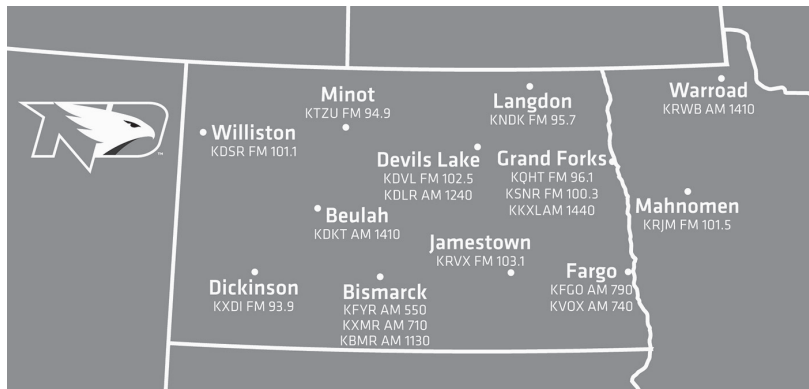 ND
Minot
KTZU FM 94.9
Langdon
KNDK FM 95.7
Warroad
KRWB AM 1410
Williston
KDSR FM 101.1
Devils Lake
KDVL FM 102.5
KDLR AM 1240
Grand Forks
KQHT FM 96.1
KSNR FM 100.3
KKXLAM 1440
Mahnomen
KRJM FM 101.5
Beulah
KDKT AM 1410
Jamestown
KRVX FM 103.1
Dickinson
KXDI FM 93.9
Bismarck
KFYR AM 550
KXMR AM 710
KBMR AM 1130
Fargo
KFGO AM 790
KVOX AM 740